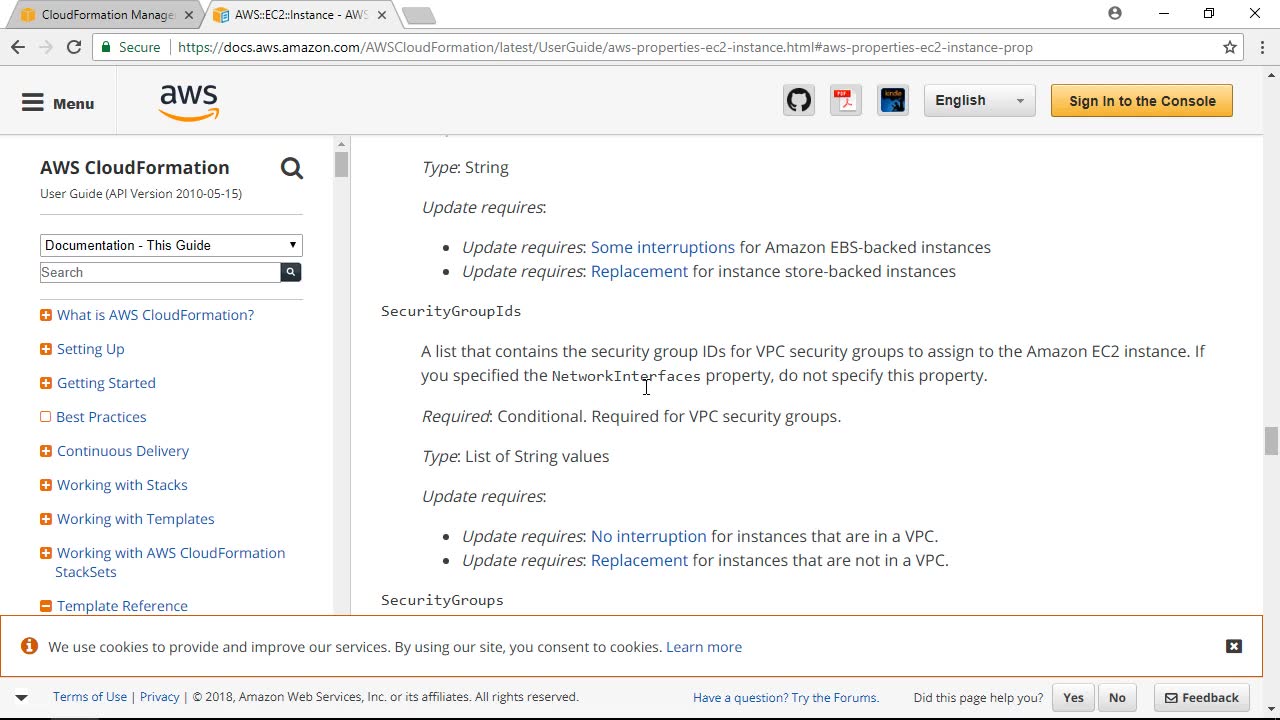 CloudFormation Manage
AWS::EC2::Instance - AWS
Secure
https://docs.aws.amazon.com/AWSCloudFormation/latest/UserGuide/aws-properties-ec2-instance.html#aws-properties-ec2-instance-prop
Menu
aws
PDF
kindle
English
Sign In to the Console
AWS CloudFormation
User Guide (API Version 2010-05-15)
Documentation - This Guide
Search
What is AWS CloudFormation?
Setting Up
Getting Started
Best Practices
Continuous Delivery
Working with Stacks
Working with Templates
Working with AWS CloudFormation
StackSets
Template Reference
Type: String
Update requires:
Update requires: Some interruptions for Amazon EBS-backed instances
Update requires: Replacement for instance store-backed instances
SecurityGroupIds
A list that contains the security group IDs for VPC security groups to assign to the Amazon EC2 instance. If
you specified the NetworkInterfaces property, do not specify this property.
Required: Conditional. Required for VPC security groups.
Type: List of String values
Update requires:
Update requires: No interruption for instances that are in a VPC.
Update requires: Replacement for instances that are not in a VPC.
SecurityGroups
We use cookies to provide and improve our services. By using our site, you consent to cookies. Learn more
Terms of Use | Privacy | © 2018, Amazon Web Services, Inc. or its affiliates. All rights reserved.
Have a question? Try the Forums.
Did this page help you?
Yes
No
Feedback